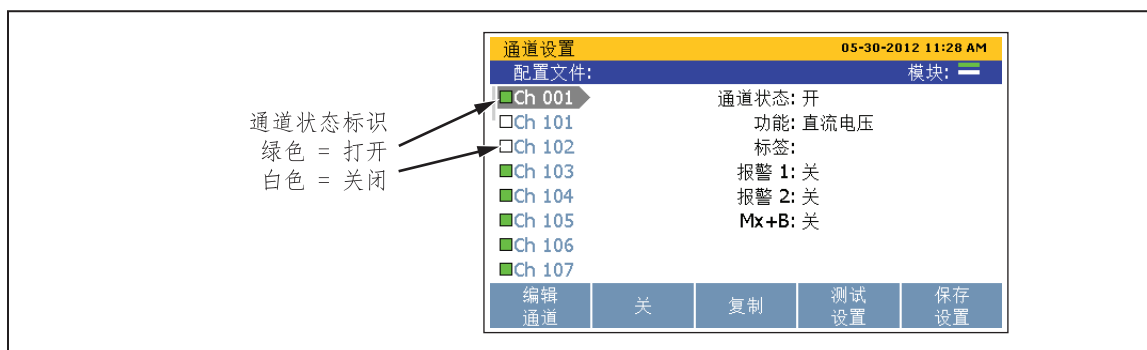 通道状态标识
绿色 = 打开
白色 = 关闭
通道设置 05-30-2012 11:28 AM
配置文件: 模块:
Ch 001
Ch 101
Ch 102
Ch 103
Ch 104
Ch 105
Ch 106
Ch 107
通道状态: 开
功能: 直流电压
标签:
报警 1: 关
报警 2: 关
Mx+B: 关
编辑
通道
关
复制
测试
设置
保存
设置